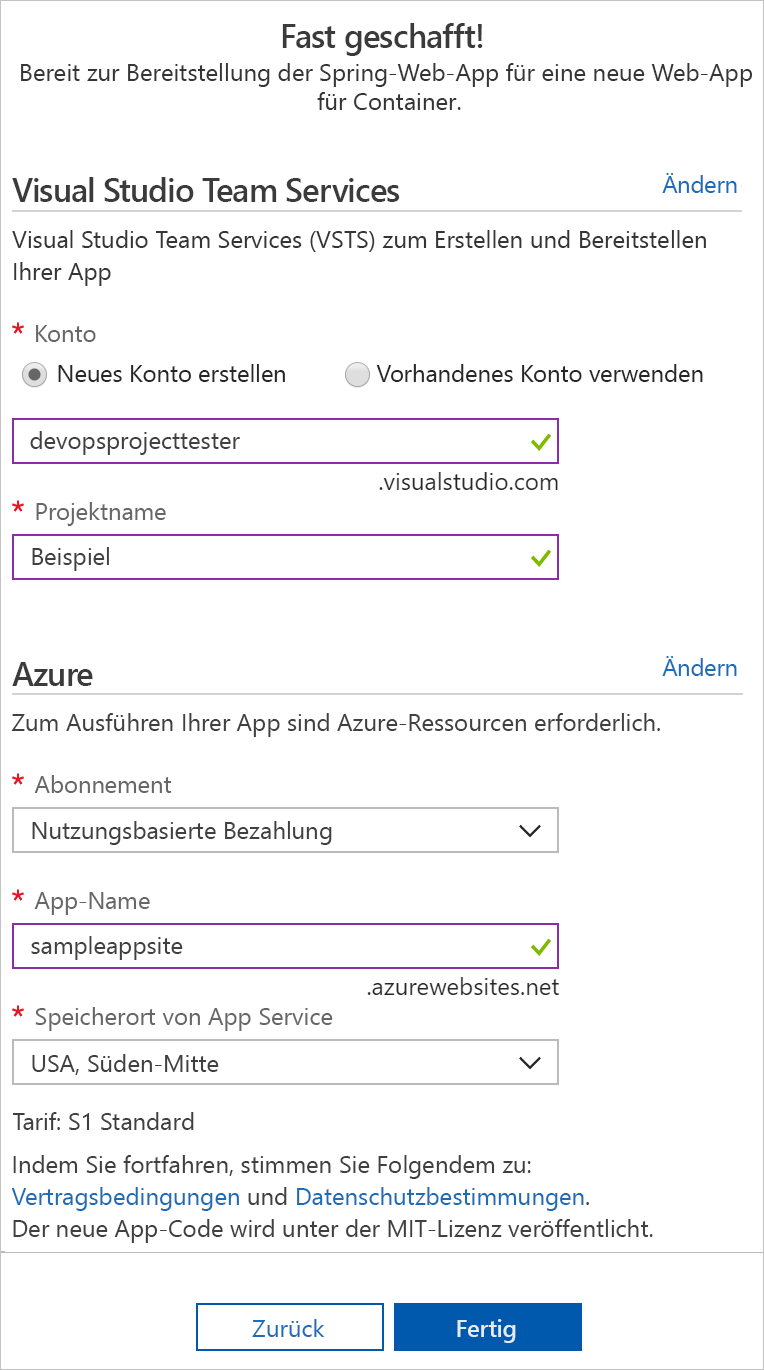 Fast geschafft!
Bereit zur Bereitstellung der Spring-Web-App für eine neue Web-App
für Container.
Visual Studio Team Services
Ändern
Visual Studio Team Services (VSTS) zum Erstellen und Bereitstellen
Ihrer App
* Konto
Neues Konto erstellen
Vorhandenes Konto verwenden
devopsprojecttester
.visualstudio.com
* Projektname
Beispiel
Azure
Ändern
Zum Ausführen Ihrer App sind Azure-Ressourcen erforderlich.
* Abonnement
Nutzungsbasierte Bezahlung
* App-Name
sampleappsite
.azurewebsites.net
* Speicherort von App Service
USA, Süden-Mitte
Tarif: S1 Standard
Indem Sie fortfahren, stimmen Sie Folgendem zu:
Vertragsbedingungen und Datenschutzbestimmungen.
Der neue App-Code wird unter der MIT-Lizenz veröffentlicht.
Zurück
Fertig